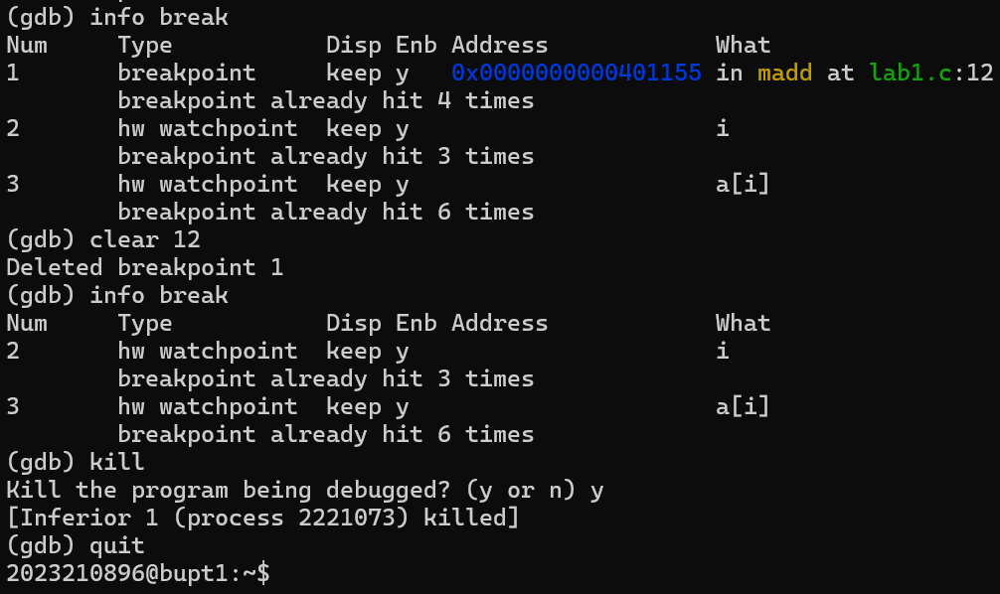 (gdb) info break
Num     Type           Disp Enb Address            What
1       breakpoint     keep y   0x0000000000401155 in madd at lab1.c:12
        breakpoint already hit 4 times
2       hw watchpoint  keep y                      i
        breakpoint already hit 3 times
3       hw watchpoint  keep y                      a[i]
        breakpoint already hit 6 times
(gdb) clear 12
Deleted breakpoint 1
(gdb) info break
Num     Type           Disp Enb Address            What
2       hw watchpoint  keep y                      i
        breakpoint already hit 3 times
3       hw watchpoint  keep y                      a[i]
        breakpoint already hit 6 times
(gdb) kill
Kill the program being debugged? (y or n) y
[Inferior 1 (process 2221073) killed]
(gdb) quit
2023210896@bupt1:~$